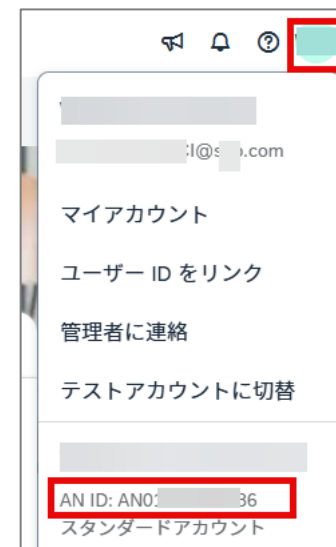 マイアカウント
ユーザー ID をリンク
管理者に連絡
テストアカウントに切替
AN ID: AN01 36
スタンダードアカウント